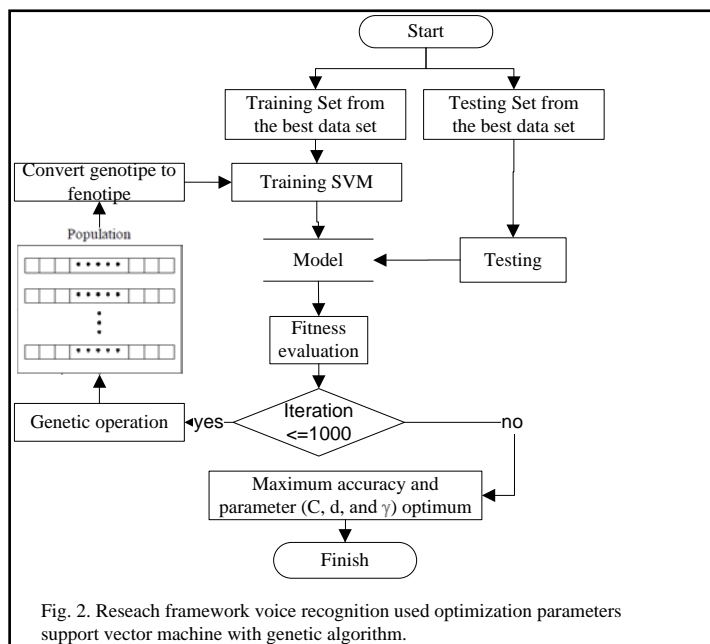 Start
Training Set from
the best data set
Testing Set from
the best data set
Convert genotipe to
fenotipe
Training SVM
Population
Model
Testing
Fitness
evaluation
Genetic operation
yes
Iteration
<=1000
no
Maximum accuracy and
parameter (C, d, and γ) optimum
Finish
Fig. 2. Reseach framework voice recognition used optimization parameters
support vector machine with genetic algorithm.